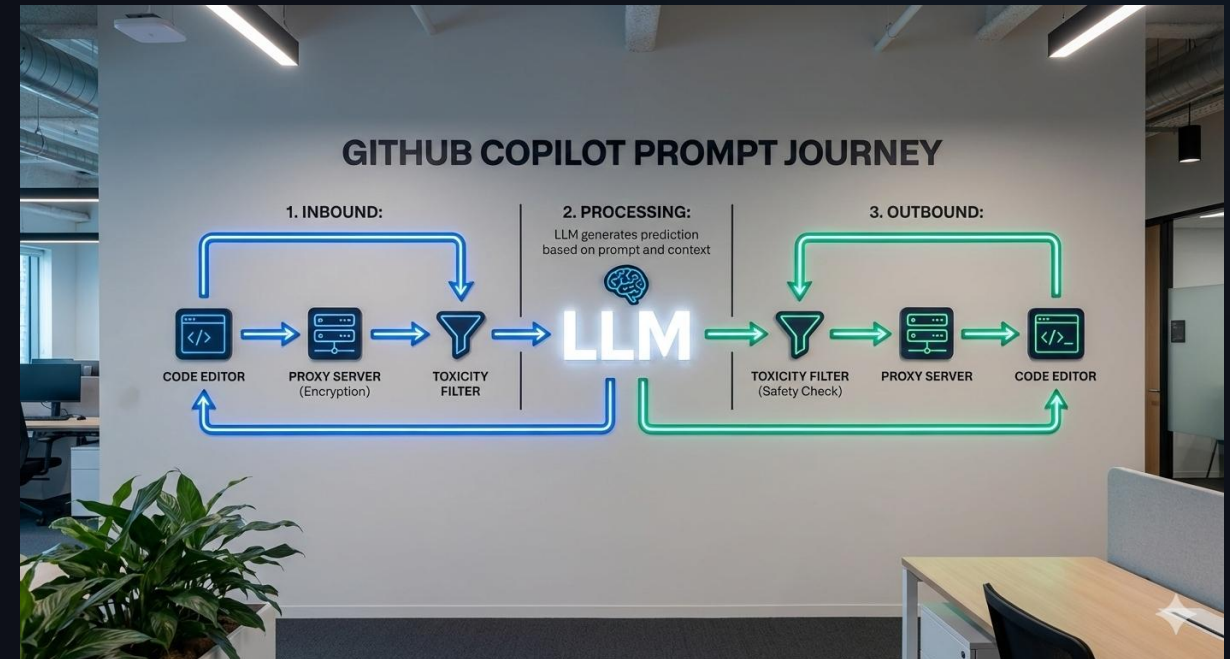 GITHUB COPILOT PROMPT JOURNEY
1. INBOUND:
CODE EDITOR
PROXY SERVER
(Encryption)
TOXICITY
FILTER
2. PROCESSING:
LLM generates prediction
based on prompt and context
LLM
3. OUTBOUND:
TOXICITY FILTER
(Safety Check)
PROXY SERVER
CODE EDITOR